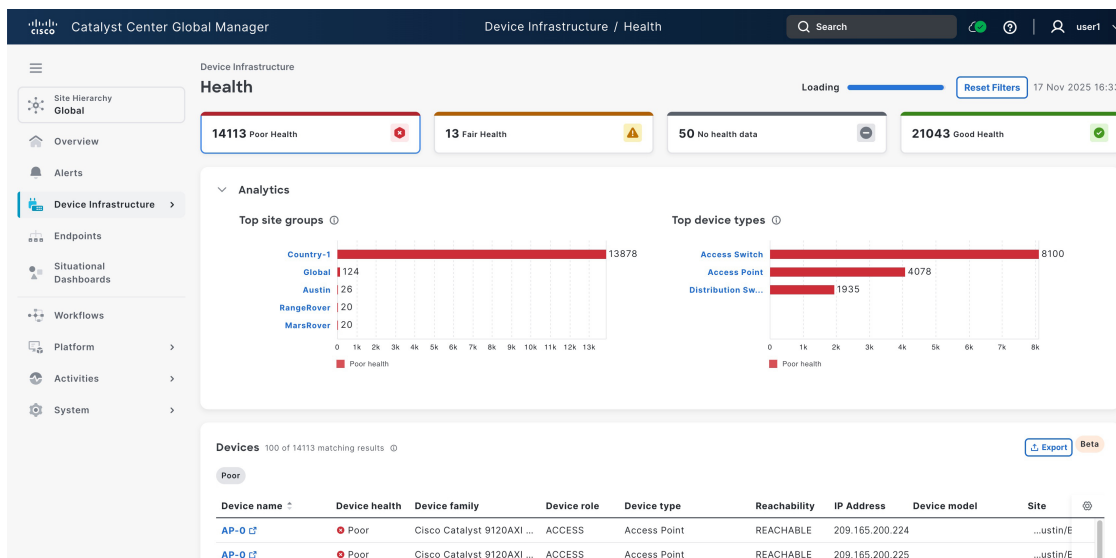 cisco Catalyst Center Global Manager Device Infrastructure / Health Search user1
Device Infrastructure
Health
Loading Reset Filters 17 Nov 2025 16:3
Site Hierarchy
Global
Overview
Alerts
Device Infrastructure
Endpoints
Situational
Dashboards
Workflows
Platform
Activities
System
14113 Poor Health 13 Fair Health 50 No health data 21043 Good Health
Analytics
Top site groups
Country-1 13878
Global 124
Austin 26
RangeRover 20
MarsRover 20
0 1k 2k 3k 4k 5k 6k 7k 8k 9k 10k 11k 12k 13k
Poor health
Top device types
Access Switch 8100
Access Point 4078
Distribution Sw... 1935
0 1k 2k 3k 4k 5k 6k 7k 8k
Poor health
Devices 100 of 14113 matching results Export Beta
Poor
Device name Device health Device family Device role Device type Reachability IP Address Device model Site
AP-0 Poor Cisco Catalyst 9120AXI ... ACCESS Access Point REACHABLE 209.165.200.224 ...ustin/E
AP-0 Poor Cisco Catalyst 9120AXI ... ACCESS Access Point REACHABLE 209.165.200.225 ...ustin/E